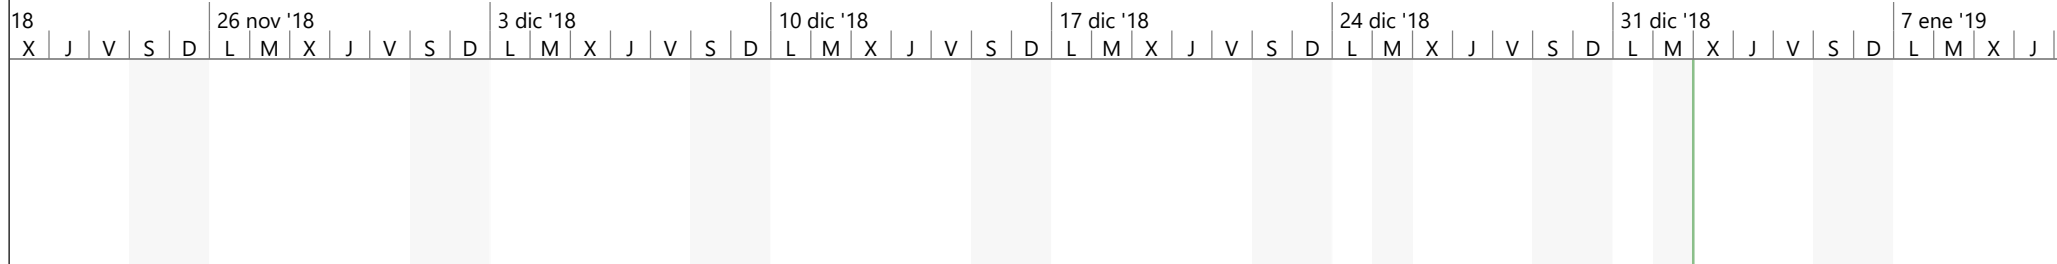 18 26 nov '18 3 dic '18 10 dic '18 17 dic '18 24 dic '18 31 dic '18 7 ene '19
X J V S D L M X J V S D L M X J V S D L M X J V S D L M X J V S D L M X J V S D L M X J V S D L M X J